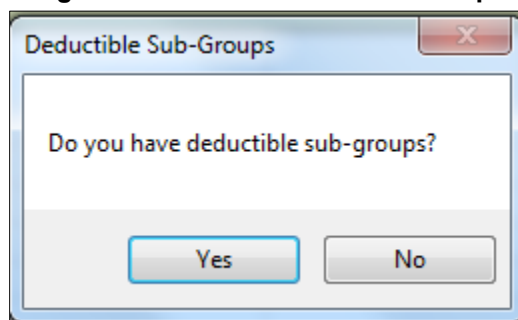 Deductible Sub-Groups
Do you have deductible sub-groups?
Yes
No